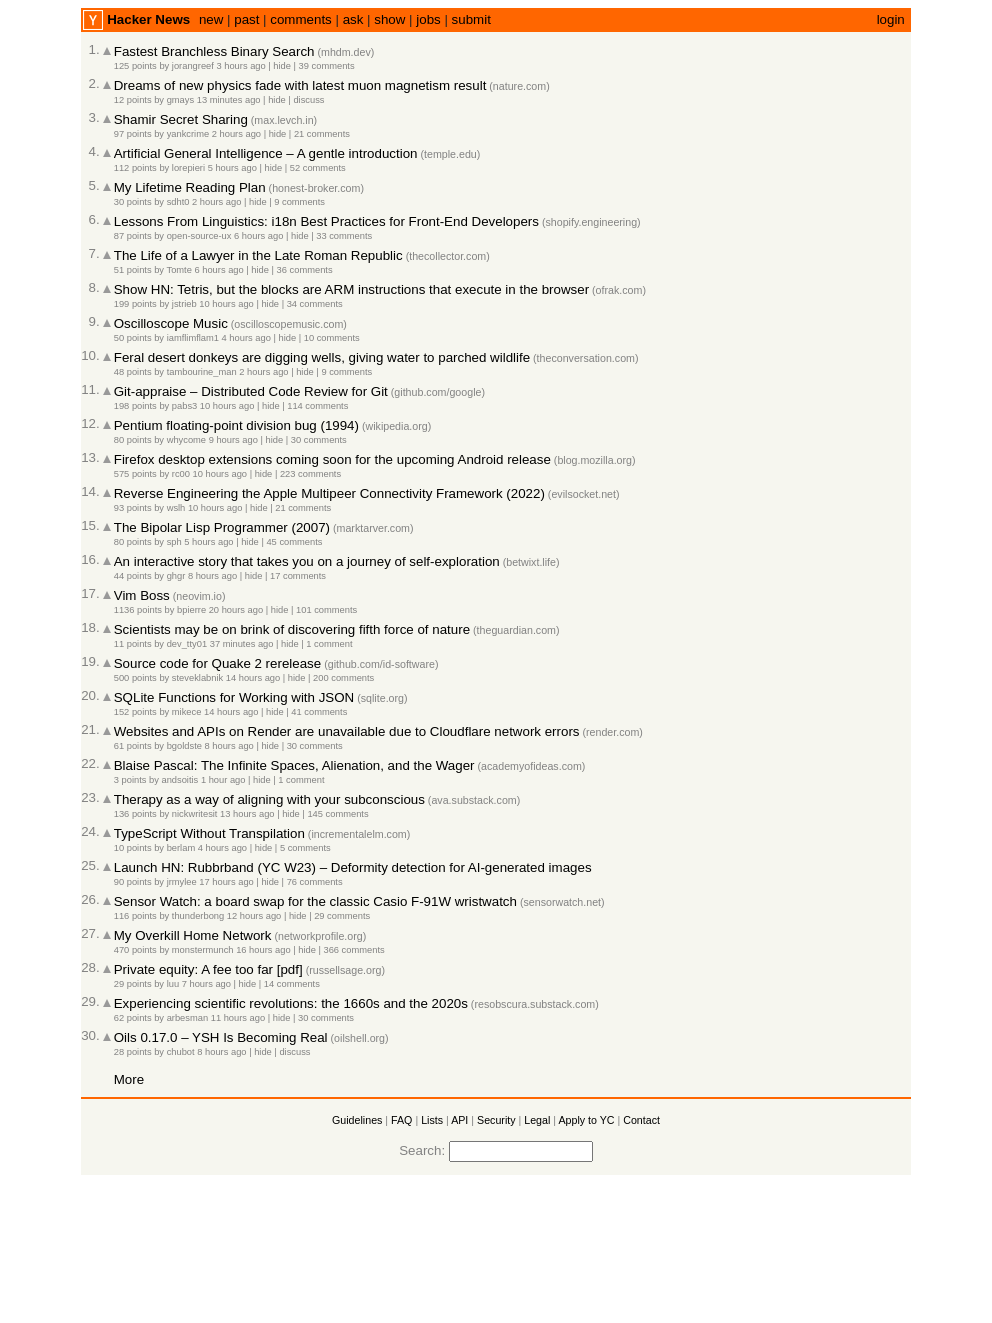 Y Hacker News new | past | comments | ask | show | jobs | submit login
1. ▲ Fastest Branchless Binary Search (mhdm.dev)
125 points by jorangreef 3 hours ago | hide | 39 comments
2. ▲ Dreams of new physics fade with latest muon magnetism result (nature.com)
12 points by gmays 13 minutes ago | hide | discuss
3. ▲ Shamir Secret Sharing (max.levch.in)
97 points by yankcrime 2 hours ago | hide | 21 comments
4. ▲ Artificial General Intelligence – A gentle introduction (temple.edu)
112 points by lorepieri 5 hours ago | hide | 52 comments
5. ▲ My Lifetime Reading Plan (honest-broker.com)
30 points by sdht0 2 hours ago | hide | 9 comments
6. ▲ Lessons From Linguistics: i18n Best Practices for Front-End Developers (shopify.engineering)
87 points by open-source-ux 6 hours ago | hide | 33 comments
7. ▲ The Life of a Lawyer in the Late Roman Republic (thecollector.com)
51 points by Tomte 6 hours ago | hide | 36 comments
8. ▲ Show HN: Tetris, but the blocks are ARM instructions that execute in the browser (ofrak.com)
199 points by jstrieb 10 hours ago | hide | 34 comments
9. ▲ Oscilloscope Music (oscilloscopemusic.com)
50 points by iamflimflam1 4 hours ago | hide | 10 comments
10. ▲ Feral desert donkeys are digging wells, giving water to parched wildlife (theconversation.com)
48 points by tambourine_man 2 hours ago | hide | 9 comments
11. ▲ Git-appraise – Distributed Code Review for Git (github.com/google)
198 points by pabs3 10 hours ago | hide | 114 comments
12. ▲ Pentium floating-point division bug (1994) (wikipedia.org)
80 points by whycome 9 hours ago | hide | 30 comments
13. ▲ Firefox desktop extensions coming soon for the upcoming Android release (blog.mozilla.org)
575 points by rc00 10 hours ago | hide | 223 comments
14. ▲ Reverse Engineering the Apple Multipeer Connectivity Framework (2022) (evilsocket.net)
93 points by wslh 10 hours ago | hide | 21 comments
15. ▲ The Bipolar Lisp Programmer (2007) (marktarver.com)
80 points by sph 5 hours ago | hide | 45 comments
16. ▲ An interactive story that takes you on a journey of self-exploration (betwixt.life)
44 points by ghgr 8 hours ago | hide | 17 comments
17. ▲ Vim Boss (neovim.io)
1136 points by bpierre 20 hours ago | hide | 101 comments
18. ▲ Scientists may be on brink of discovering fifth force of nature (theguardian.com)
11 points by dev_tty01 37 minutes ago | hide | 1 comment
19. ▲ Source code for Quake 2 rerelease (github.com/id-software)
500 points by steveklabnik 14 hours ago | hide | 200 comments
20. ▲ SQLite Functions for Working with JSON (sqlite.org)
152 points by mikece 14 hours ago | hide | 41 comments
21. ▲ Websites and APIs on Render are unavailable due to Cloudflare network errors (render.com)
61 points by bgoldste 8 hours ago | hide | 30 comments
22. ▲ Blaise Pascal: The Infinite Spaces, Alienation, and the Wager (academyofideas.com)
3 points by andsoitis 1 hour ago | hide | 1 comment
23. ▲ Therapy as a way of aligning with your subconscious (ava.substack.com)
136 points by nickwritesit 13 hours ago | hide | 145 comments
24. ▲ TypeScript Without Transpilation (incrementalelm.com)
10 points by berlam 4 hours ago | hide | 5 comments
25. ▲ Launch HN: Rubbrband (YC W23) – Deformity detection for AI-generated images
90 points by jrmylee 17 hours ago | hide | 76 comments
26. ▲ Sensor Watch: a board swap for the classic Casio F-91W wristwatch (sensorwatch.net)
116 points by thunderbong 12 hours ago | hide | 29 comments
27. ▲ My Overkill Home Network (networkprofile.org)
470 points by monstermunch 16 hours ago | hide | 366 comments
28. ▲ Private equity: A fee too far [pdf] (russellsage.org)
29 points by luu 7 hours ago | hide | 14 comments
29. ▲ Experiencing scientific revolutions: the 1660s and the 2020s (resobscura.substack.com)
62 points by arbesman 11 hours ago | hide | 30 comments
30. ▲ Oils 0.17.0 – YSH Is Becoming Real (oilshell.org)
28 points by chubot 8 hours ago | hide | discuss
More
Guidelines | FAQ | Lists | API | Security | Legal | Apply to YC | Contact
Search: